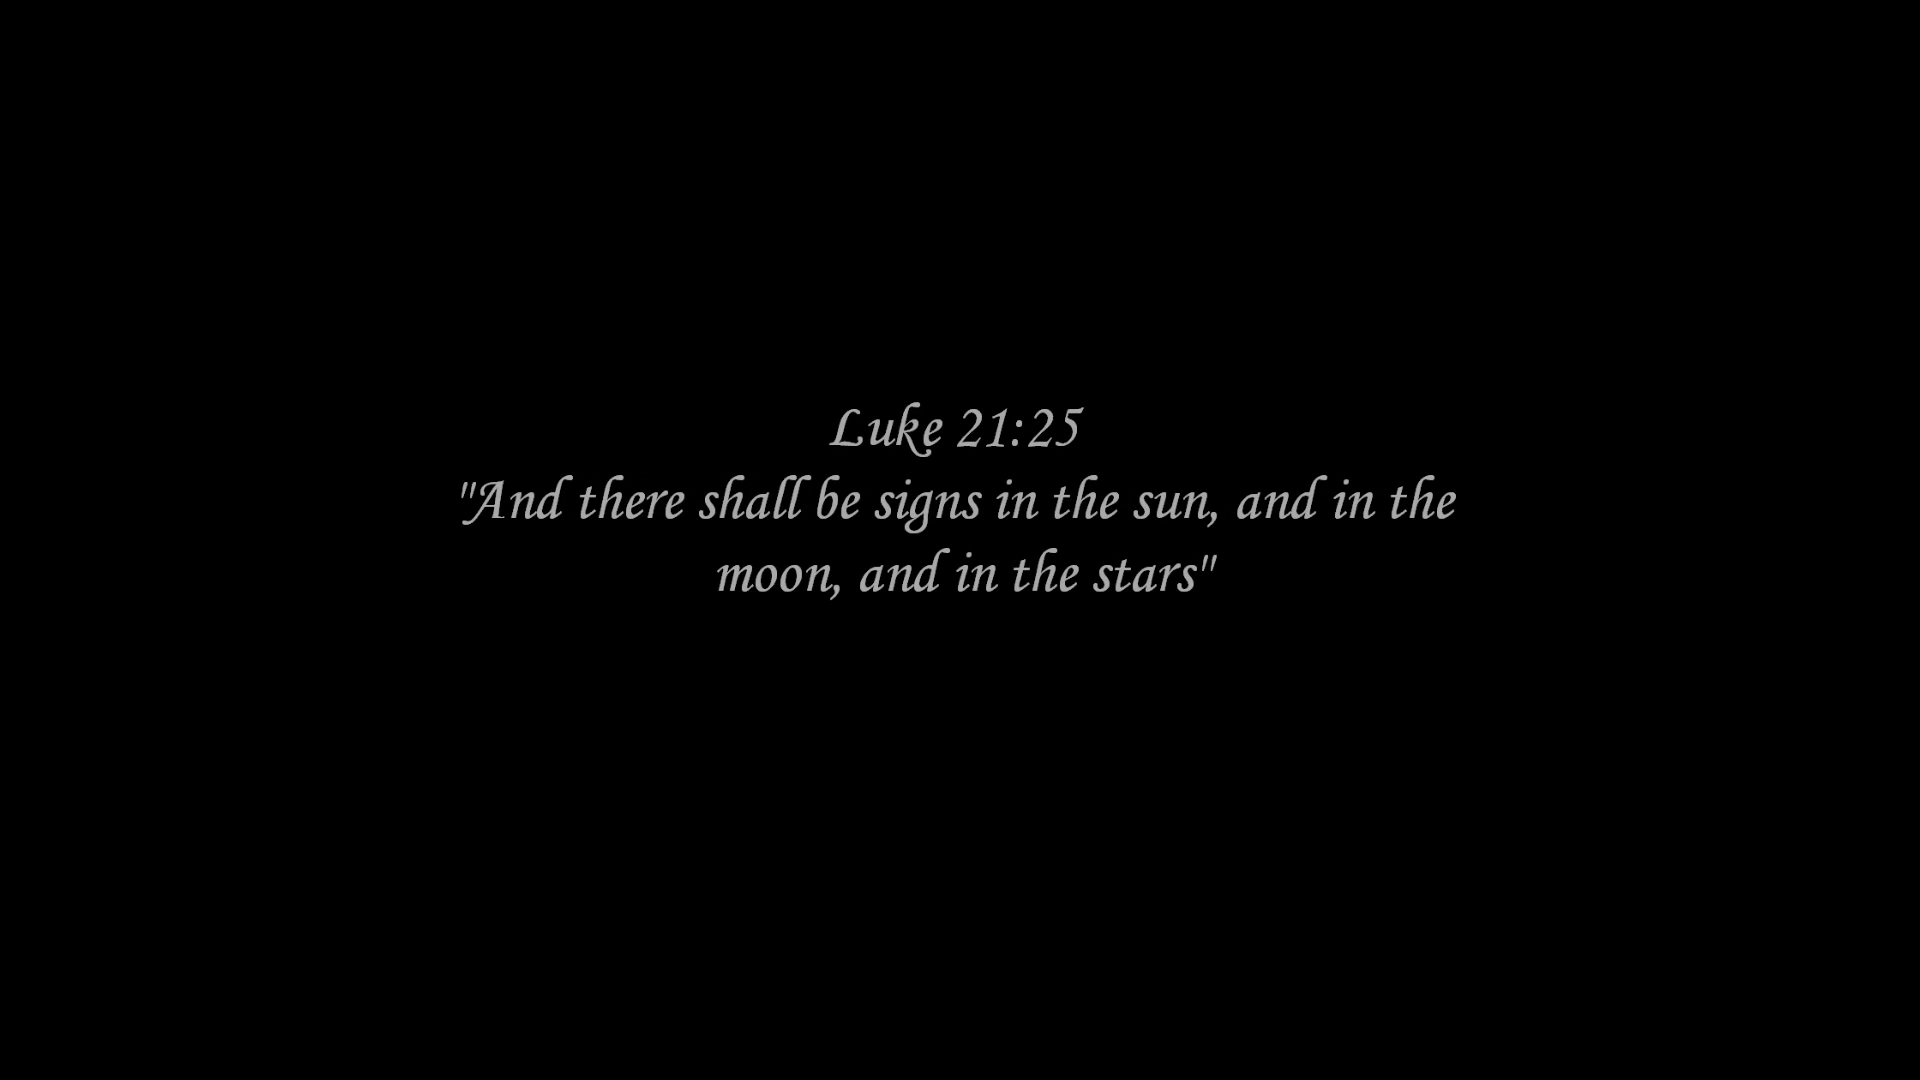 Luke 21:25
"And there shall be signs in the sun, and in the
moon, and in the stars"